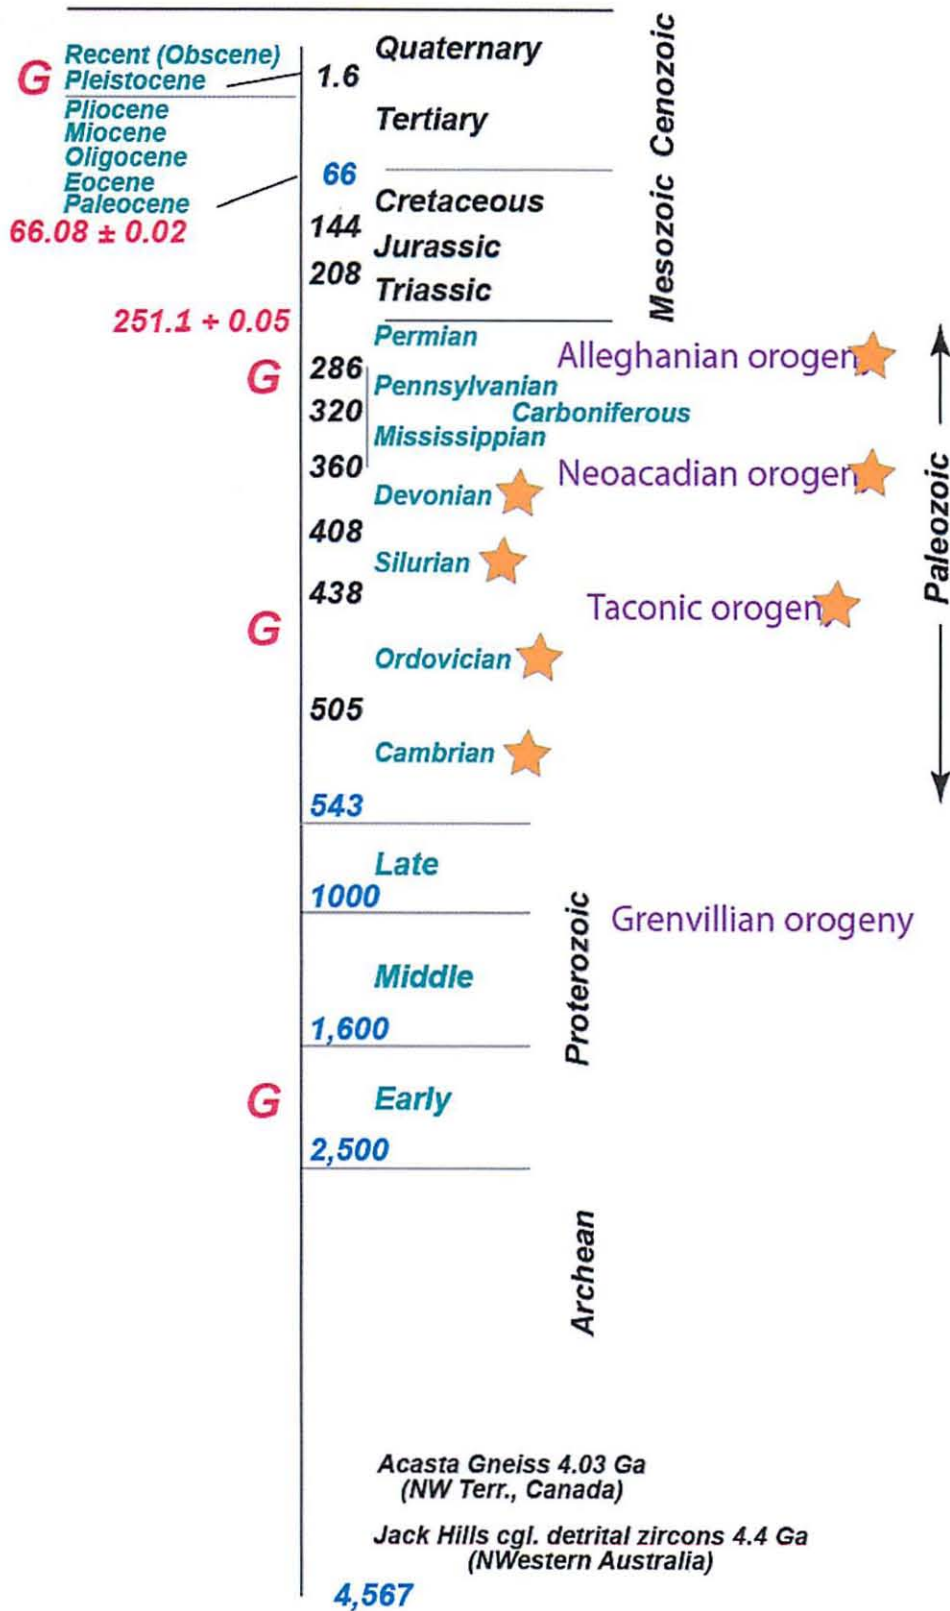 Quaternary
Recent (Obscene)
G
Pleistocene
1.6
Cenozoic
Pliocene
Tertiary
Miocene
Oligocene
66
Eocene
Paleocene
Cretaceous
66.08 ± 0.02
144
Jurassic
Mesozoic
208
Triassic
251.1 + 0.05
Permian
Alleghanian orogeny
G
286
Pennsylvanian
320
Carboniferous
Mississippian
360
Neoacadian orogeny
Devonian
Paleozoic
408
Silurian
438
Taconic orogeny
G
Ordovician
505
Cambrian
543
Late
1000
Grenvillian orogeny
Proterozoic
Middle
1,600
G
Early
2,500
Archean
Acasta Gneiss 4.03 Ga
(NW Terr., Canada)
Jack Hills cgl. detrital zircons 4.4 Ga
(NWestern Australia)
4,567